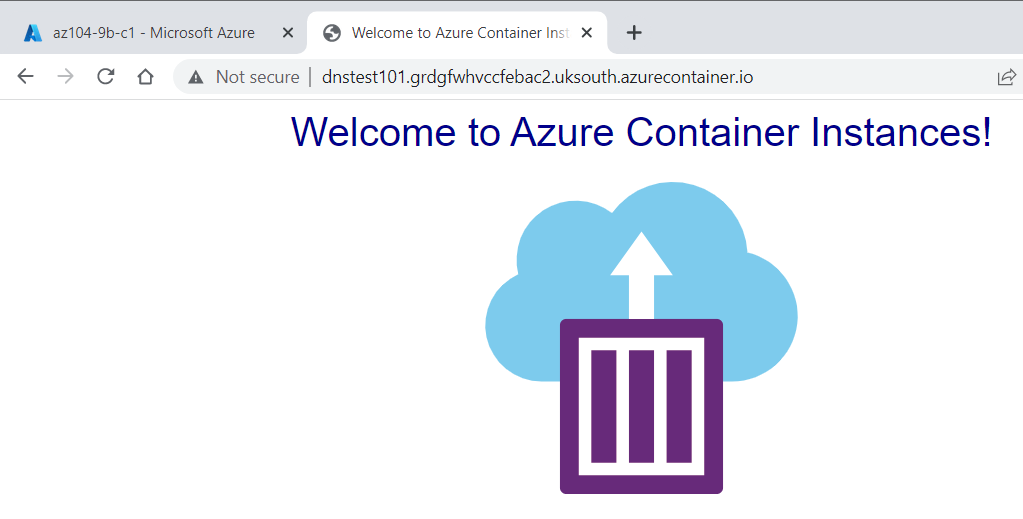 az104-9b-c1 - Microsoft Azure
Welcome to Azure Container Inst
Not secure | dnstest101.grdgfwhvccfebac2.uksouth.azurecontainer.io
Welcome to Azure Container Instances!